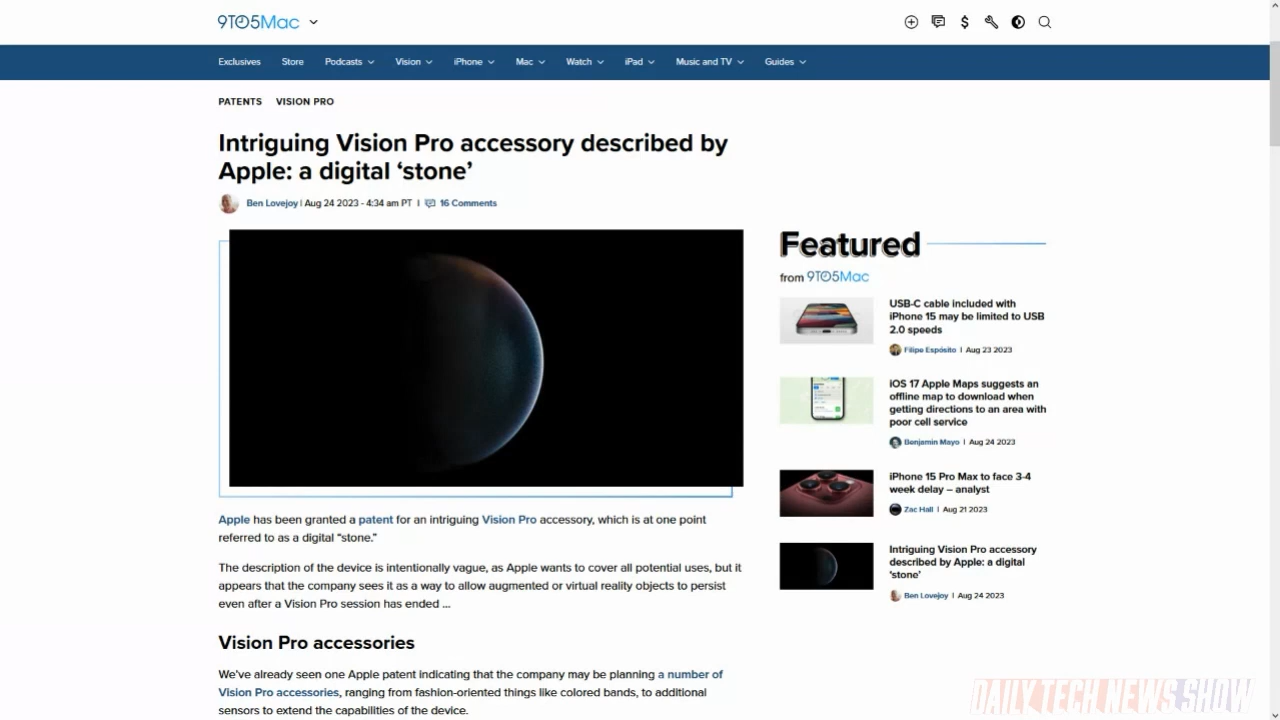 9TO5Mac
Exclusives Store Podcasts Vision iPhone Mac Watch iPad Music and TV Guides
PATENTS VISION PRO
Intriguing Vision Pro accessory described by
Apple: a digital ‘stone’
Ben Lovejoy | Aug 24 2023 - 4:34 am PT | 16 Comments
Apple has been granted a patent for an intriguing Vision Pro accessory, which is at one point
referred to as a digital “stone.”
The description of the device is intentionally vague, as Apple wants to cover all potential uses, but it
appears that the company sees it as a way to allow augmented or virtual reality objects to persist
even after a Vision Pro session has ended ...
Vision Pro accessories
We’ve already seen one Apple patent indicating that the company may be planning a number of
Vision Pro accessories, ranging from fashion-oriented things like colored bands, to additional
sensors to extend the capabilities of the device.
Featured
from 9TO5Mac
USB-C cable included with
iPhone 15 may be limited to USB
2.0 speeds
Filipe Espósito | Aug 23 2023
iOS 17 Apple Maps suggests an
offline map to download when
getting directions to an area with
poor cell service
Benjamin Mayo | Aug 24 2023
iPhone 15 Pro Max to face 3-4
week delay – analyst
Zac Hall | Aug 21 2023
Intriguing Vision Pro accessory
described by Apple: a digital
‘stone’
Ben Lovejoy | Aug 24 2023
DAILY TECH NEWS SHOW